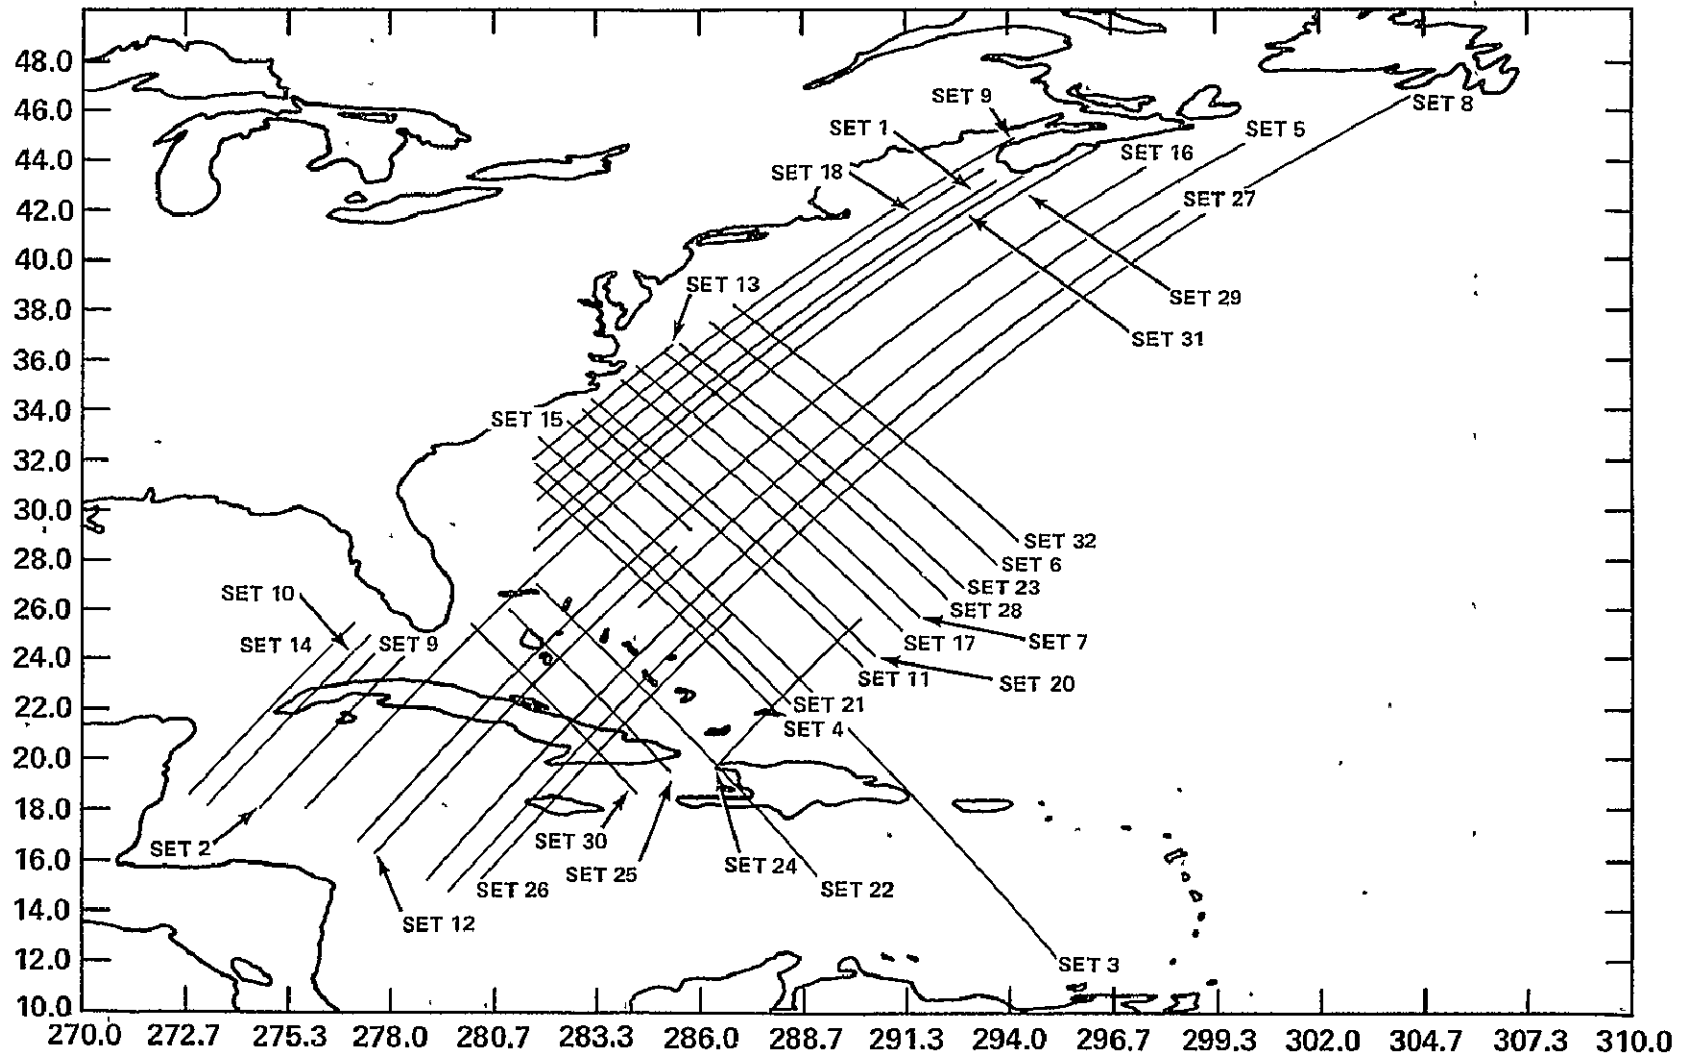 48.0
46.0
44.0
42.0
40.0
38.0
36.0
34.0
32.0
30.0
28.0
26.0
24.0
22.0
20.0
18.0
16.0
14.0
12.0
10.0
SET 9
SET 8
SET 1
SET 5
SET 16
SET 18
SET 27
SET 13
SET 29
SET 31
SET 15
SET 32
SET 6
SET 23
SET 10
SET 28
SET 14
SET 9
SET 17
SET 7
SET 11
SET 20
SET 21
SET 4
SET 2
SET 30
SET 25
SET 24
SET 26
SET 22
SET 12
SET 3
270.0 272.7 275.3 278.0 280.7 283.3 286.0 288.7 291.3 294.0 296.7 299.3 302.0 304.7 307.3 310.0